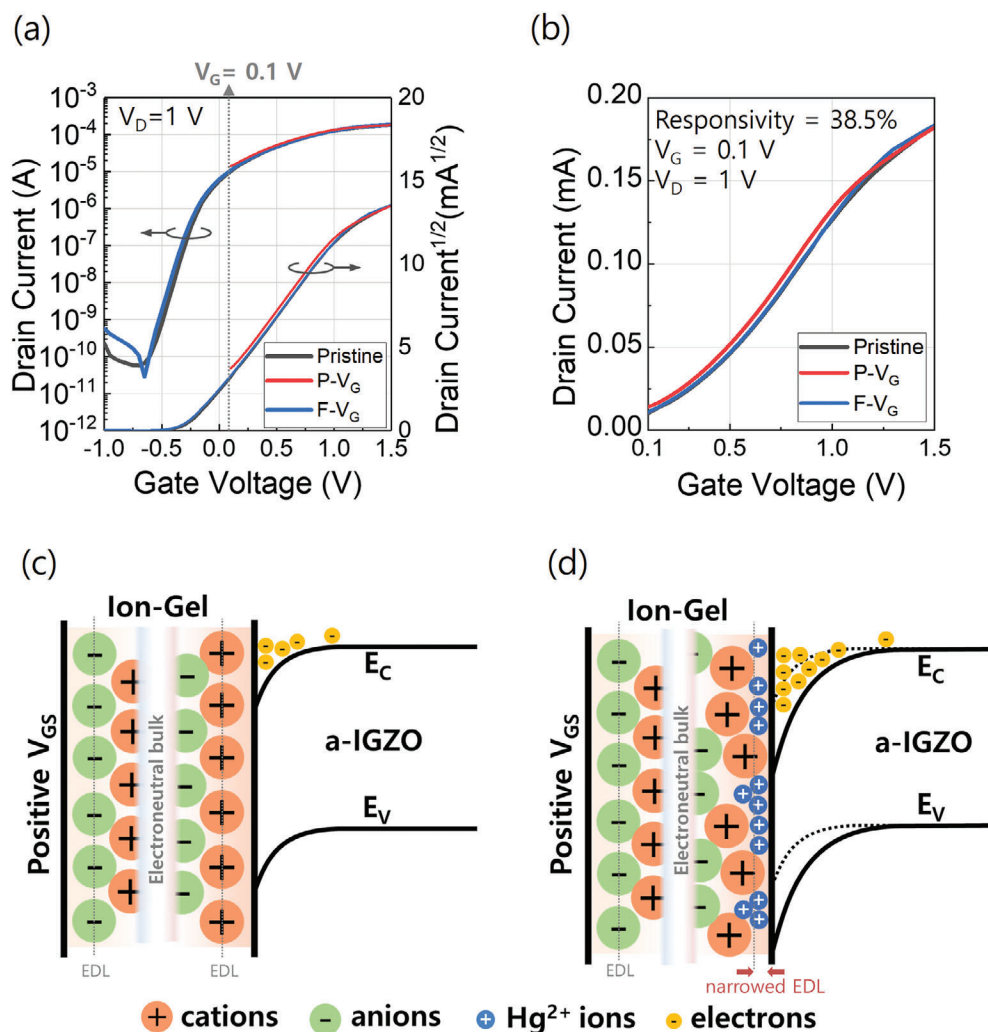 (a)
V_G= 0.1 V
V_D=1 V
10^-3
10^-4
10^-5
10^-6
10^-7
10^-8
10^-9
10^-10
10^-11
10^-12
Drain Current (A)
20
15
10
5
0
Drain Current^1/2(mA^1/2)
Pristine
P-V_G
F-V_G
-1.0 -0.5 0.0 0.5 1.0 1.5
Gate Voltage (V)
(b)
Responsivity = 38.5%
V_G = 0.1 V
V_D = 1 V
0.20
0.15
0.10
0.05
0.00
Drain Current (mA)
Pristine
P-V_G
F-V_G
0.1 0.5 1.0 1.5
Gate Voltage (V)
(c)
Ion-Gel
Positive V_GS
Electroneutral bulk
E_C
a-IGZO
E_V
EDL EDL
(d)
Ion-Gel
Positive V_GS
Electroneutral bulk
E_C
a-IGZO
E_V
EDL
narrowed EDL
+ cations - anions + Hg^2+ ions - electrons